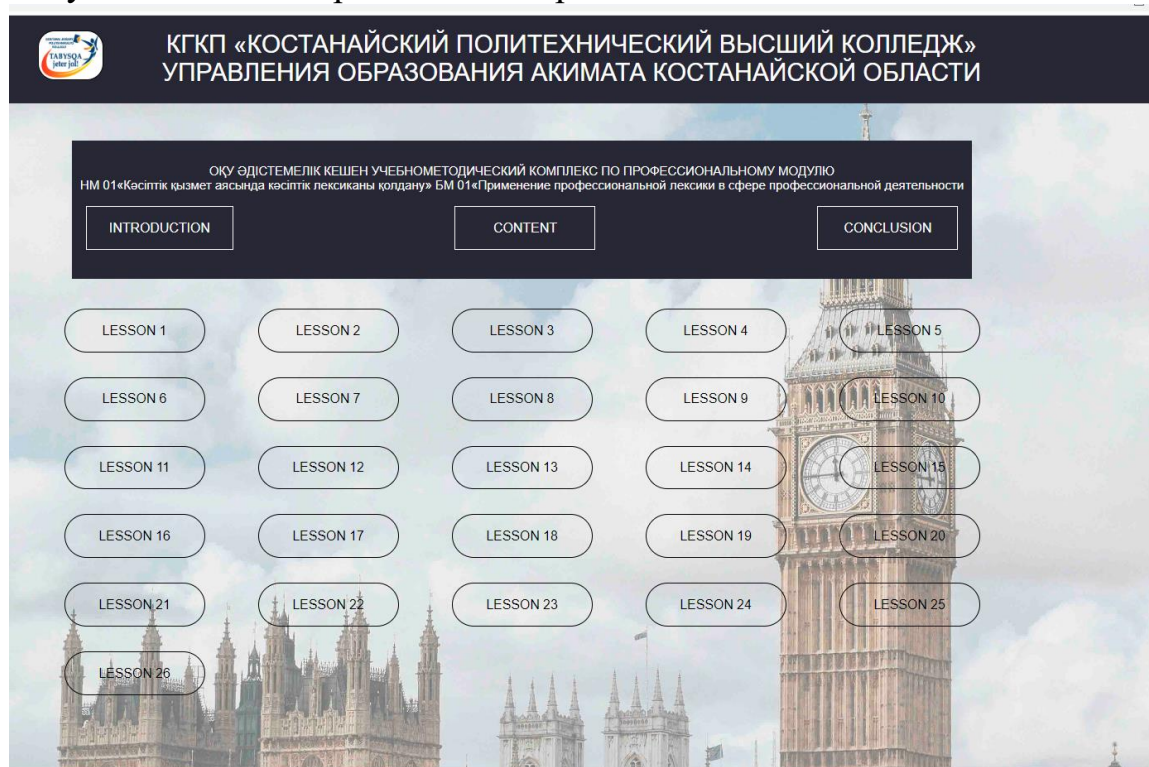 TABYSQA
jeter jol!
КГКП «КОСТАНАЙСКИЙ ПОЛИТЕХНИЧЕСКИЙ ВЫСШИЙ КОЛЛЕДЖ»
УПРАВЛЕНИЯ ОБРАЗОВАНИЯ АКИМАТА КОСТАНАЙСКОЙ ОБЛАСТИ
ОҚУ ӘДІСТЕМЕЛІК КЕШЕН УЧЕБНОМЕТОДИЧЕСКИЙ КОМПЛЕКС ПО ПРОФЕССИОНАЛЬНОМУ МОДУЛЮ
НМ 01«Кәсіптік қызмет аясында кәсіптік лексиканы қолдану» БМ 01«Применение профессиональной лексики в сфере профессиональной деятельности
INTRODUCTION CONTENT CONCLUSION
LESSON 1 LESSON 2 LESSON 3 LESSON 4 LESSON 5
LESSON 6 LESSON 7 LESSON 8 LESSON 9 LESSON 10
LESSON 11 LESSON 12 LESSON 13 LESSON 14 LESSON 15
LESSON 16 LESSON 17 LESSON 18 LESSON 19 LESSON 20
LESSON 21 LESSON 22 LESSON 23 LESSON 24 LESSON 25
LESSON 26